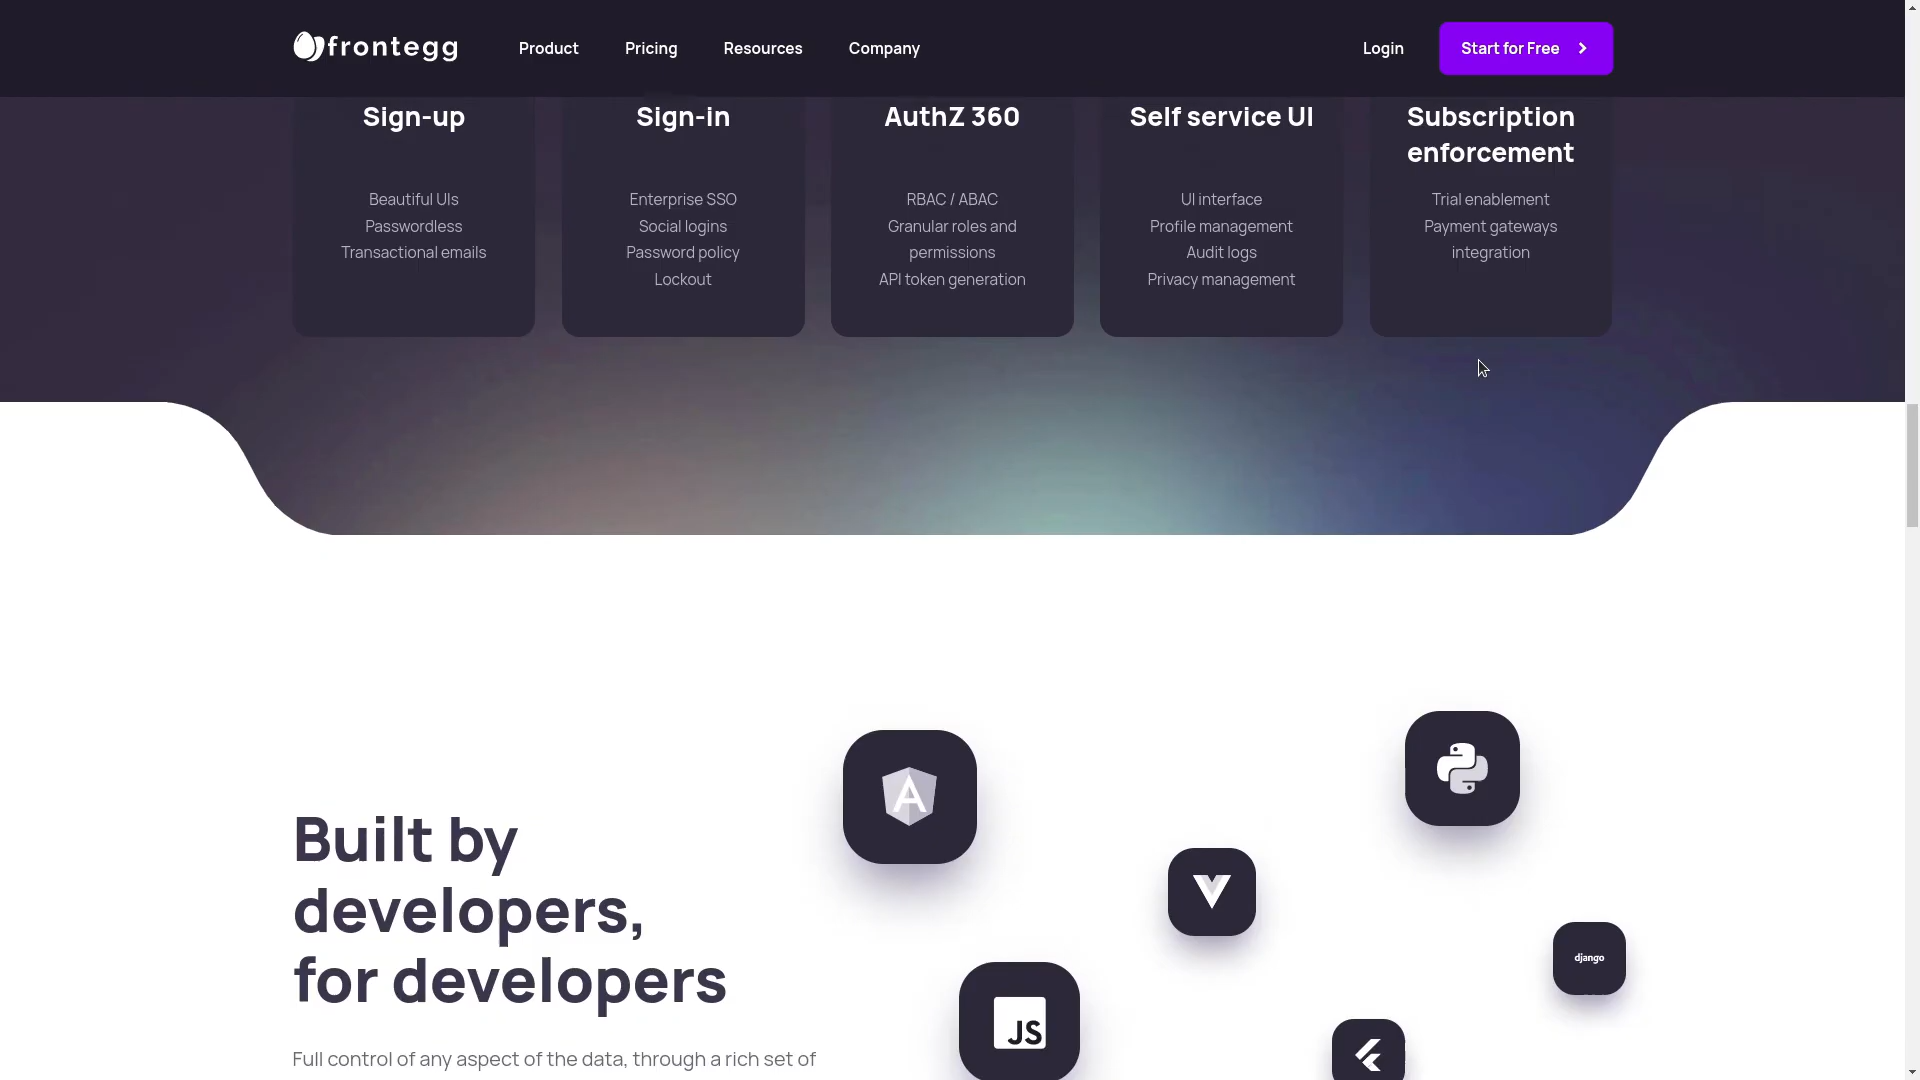 frontegg
Product
Pricing
Resources
Company
Login
Start for Free
Sign-up
Beautiful UIs
Passwordless
Transactional emails
Sign-in
Enterprise SSO
Social logins
Password policy
Lockout
AuthZ 360
RBAC / ABAC
Granular roles and
permissions
API token generation
Self service UI
UI interface
Profile management
Audit logs
Privacy management
Subscription
enforcement
Trial enablement
Payment gateways
integration
Built by
developers,
for developers
Full control of any aspect of the data, through a rich set of
A
JS
django